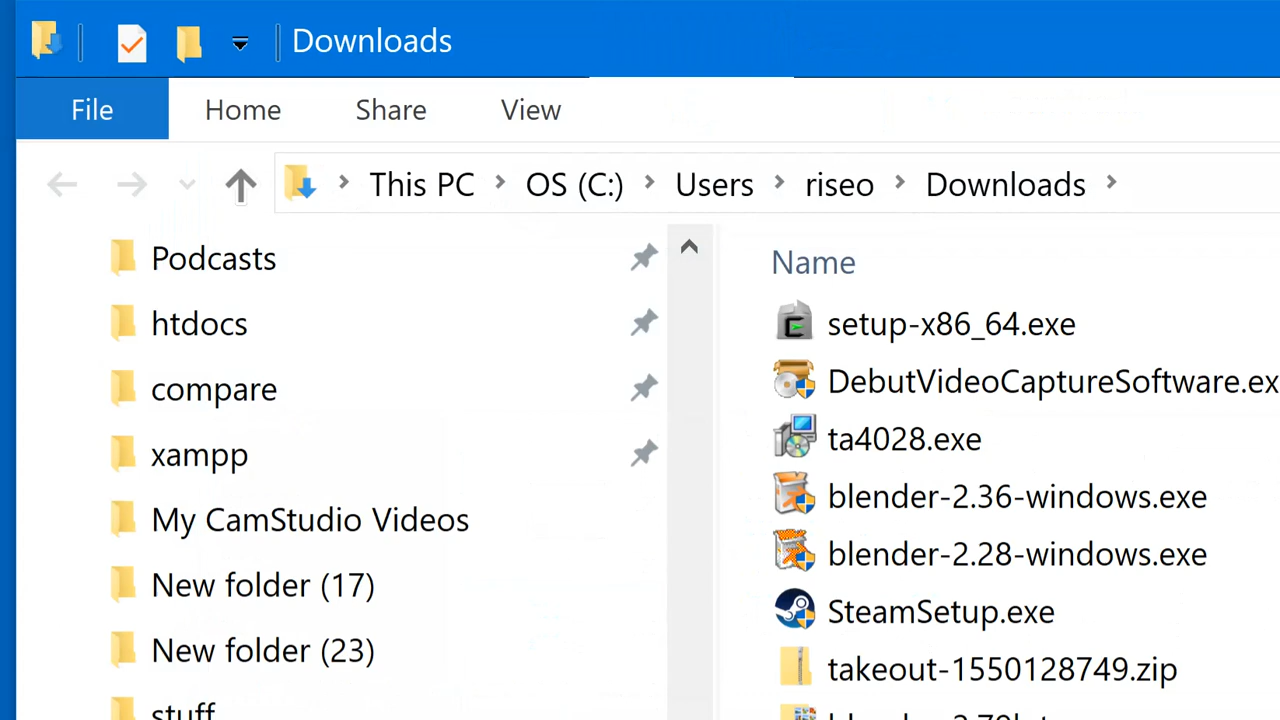 Downloads
File Home Share View
This PC OS (C:) Users riseo Downloads
Podcasts
htdocs
compare
xampp
My CamStudio Videos
New folder (17)
New folder (23)
stuff
Name
setup-x86_64.exe
DebutVideoCaptureSoftware.ex
ta4028.exe
blender-2.36-windows.exe
blender-2.28-windows.exe
SteamSetup.exe
takeout-1550128749.zip